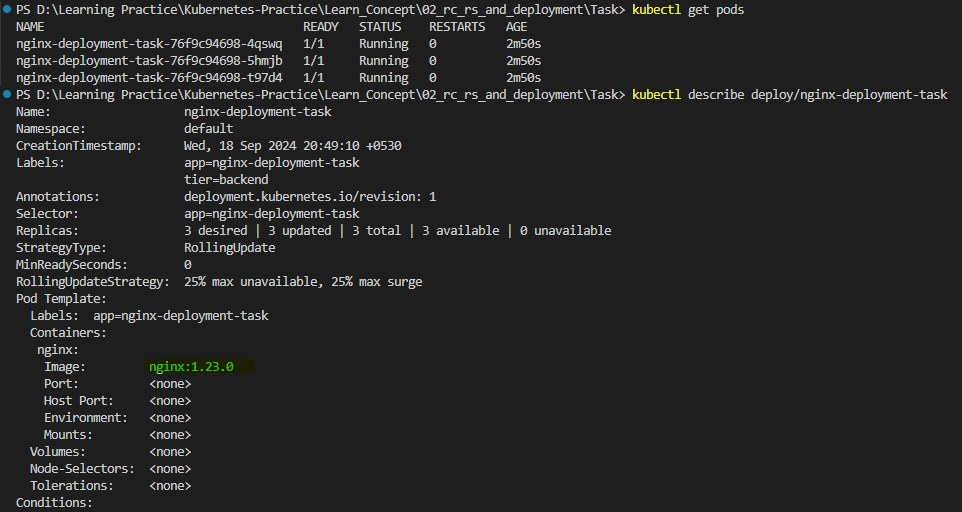 PS D:\Learning Practice\Kubernetes-Practice\Learn_Concept\02_rc_rs_and_deployment\Task> kubectl get pods
NAME READY STATUS RESTARTS AGE
nginx-deployment-task-76f9c94698-4qswq 1/1 Running 0 2m50s
nginx-deployment-task-76f9c94698-5hmjb 1/1 Running 0 2m50s
nginx-deployment-task-76f9c94698-t97d4 1/1 Running 0 2m50s
PS D:\Learning Practice\Kubernetes-Practice\Learn_Concept\02_rc_rs_and_deployment\Task> kubectl describe deploy/nginx-deployment-task
Name: nginx-deployment-task
Namespace: default
CreationTimestamp: Wed, 18 Sep 2024 20:49:10 +0530
Labels: app=nginx-deployment-task
tier=backend
Annotations: deployment.kubernetes.io/revision: 1
Selector: app=nginx-deployment-task
Replicas: 3 desired | 3 updated | 3 total | 3 available | 0 unavailable
StrategyType: RollingUpdate
MinReadySeconds: 0
RollingUpdateStrategy: 25% max unavailable, 25% max surge
Pod Template:
Labels: app=nginx-deployment-task
Containers:
nginx:
Image: nginx:1.23.0
Port: <none>
Host Port: <none>
Environment: <none>
Mounts: <none>
Volumes: <none>
Node-Selectors: <none>
Tolerations: <none>
Conditions: